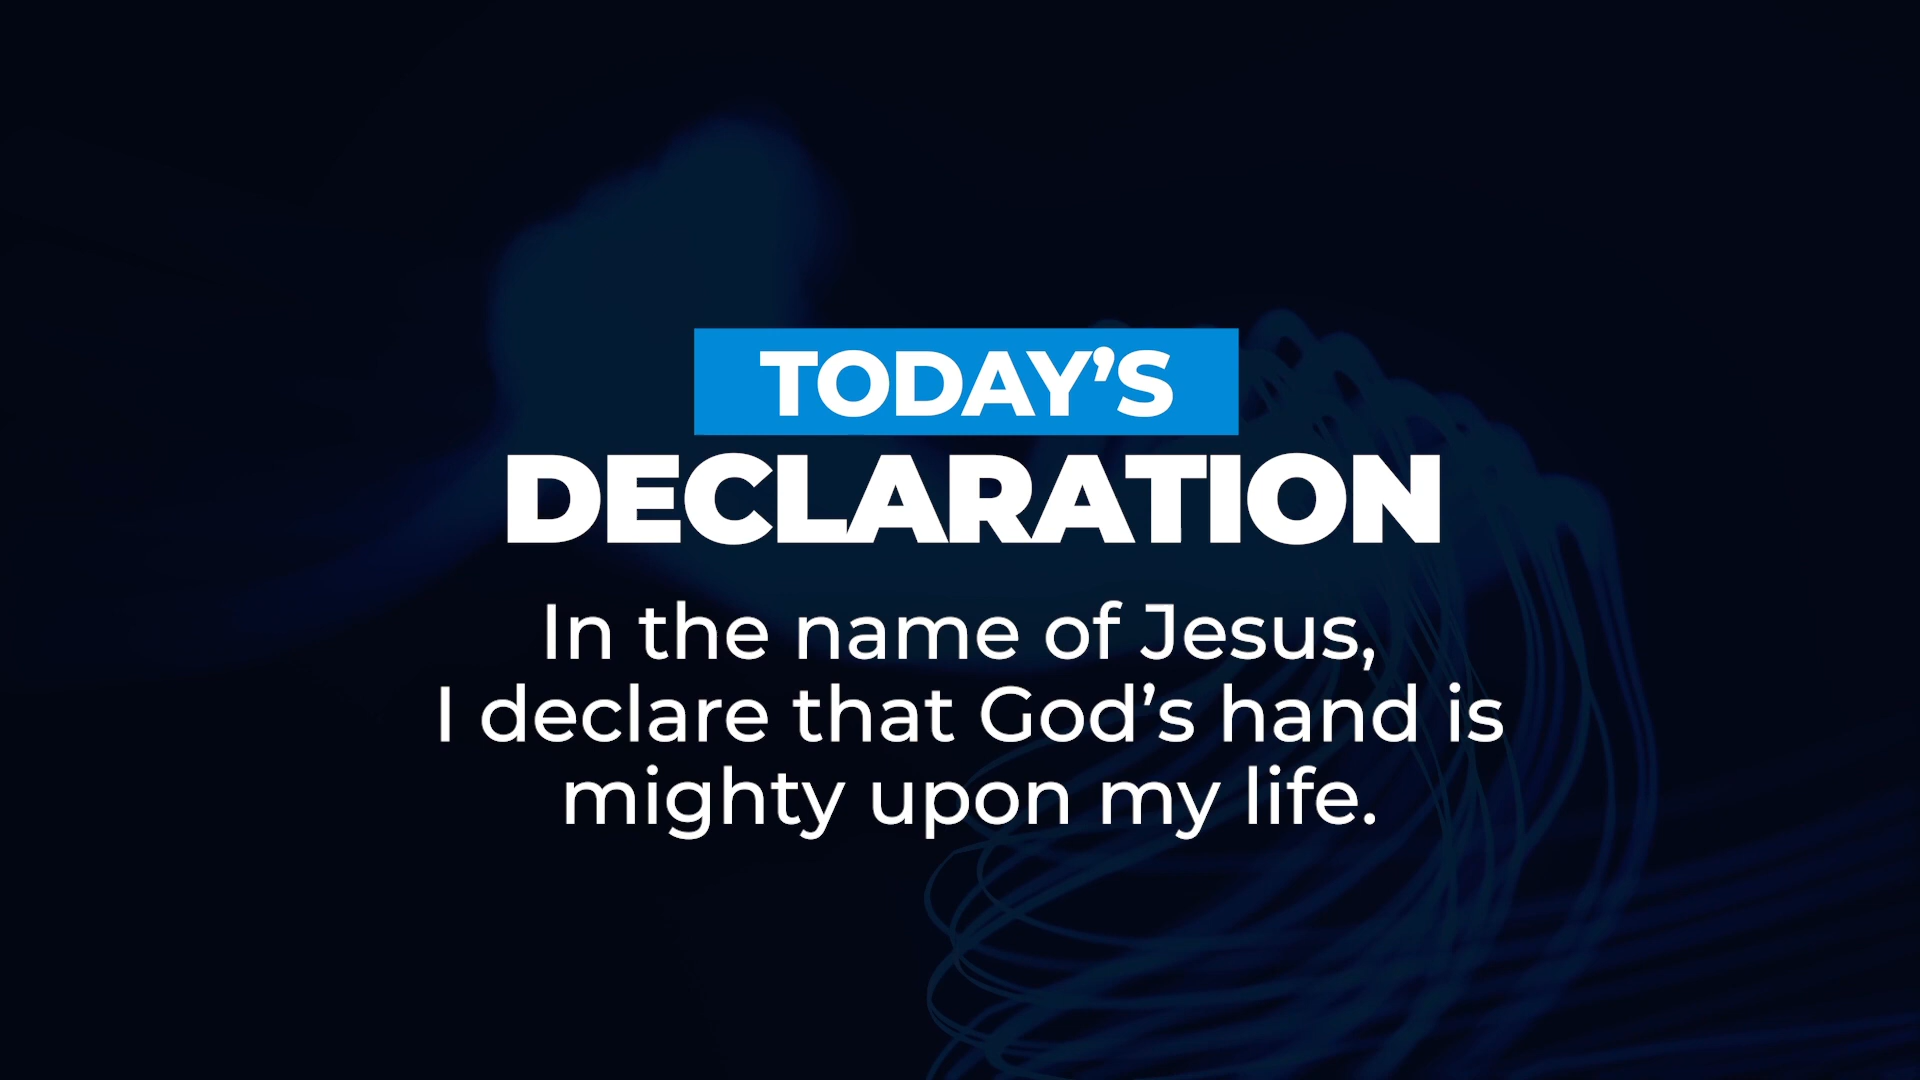 TODAY’S
DECLARATION
In the name of Jesus,
I declare that God’s hand is
mighty upon my life.